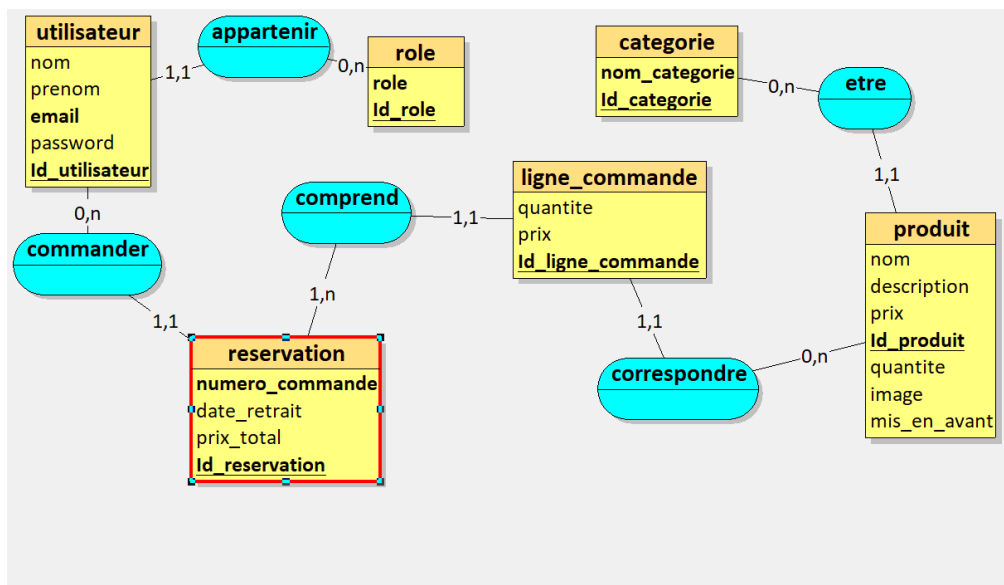 utilisateur
nom
prenom
email
password
Id_utilisateur
appartenir
1,1
0,n
role
role
Id_role
categorie
nom_categorie
Id_categorie
0,n
etre
1,1
produit
nom
description
prix
Id_produit
quantite
image
mis_en_avant
ligne_commande
quantite
prix
Id_ligne_commande
comprend
1,1
1,n
0,n
commander
1,1
reservation
numero_commande
date_retrait
prix_total
Id_reservation
1,1
correspondre
0,n